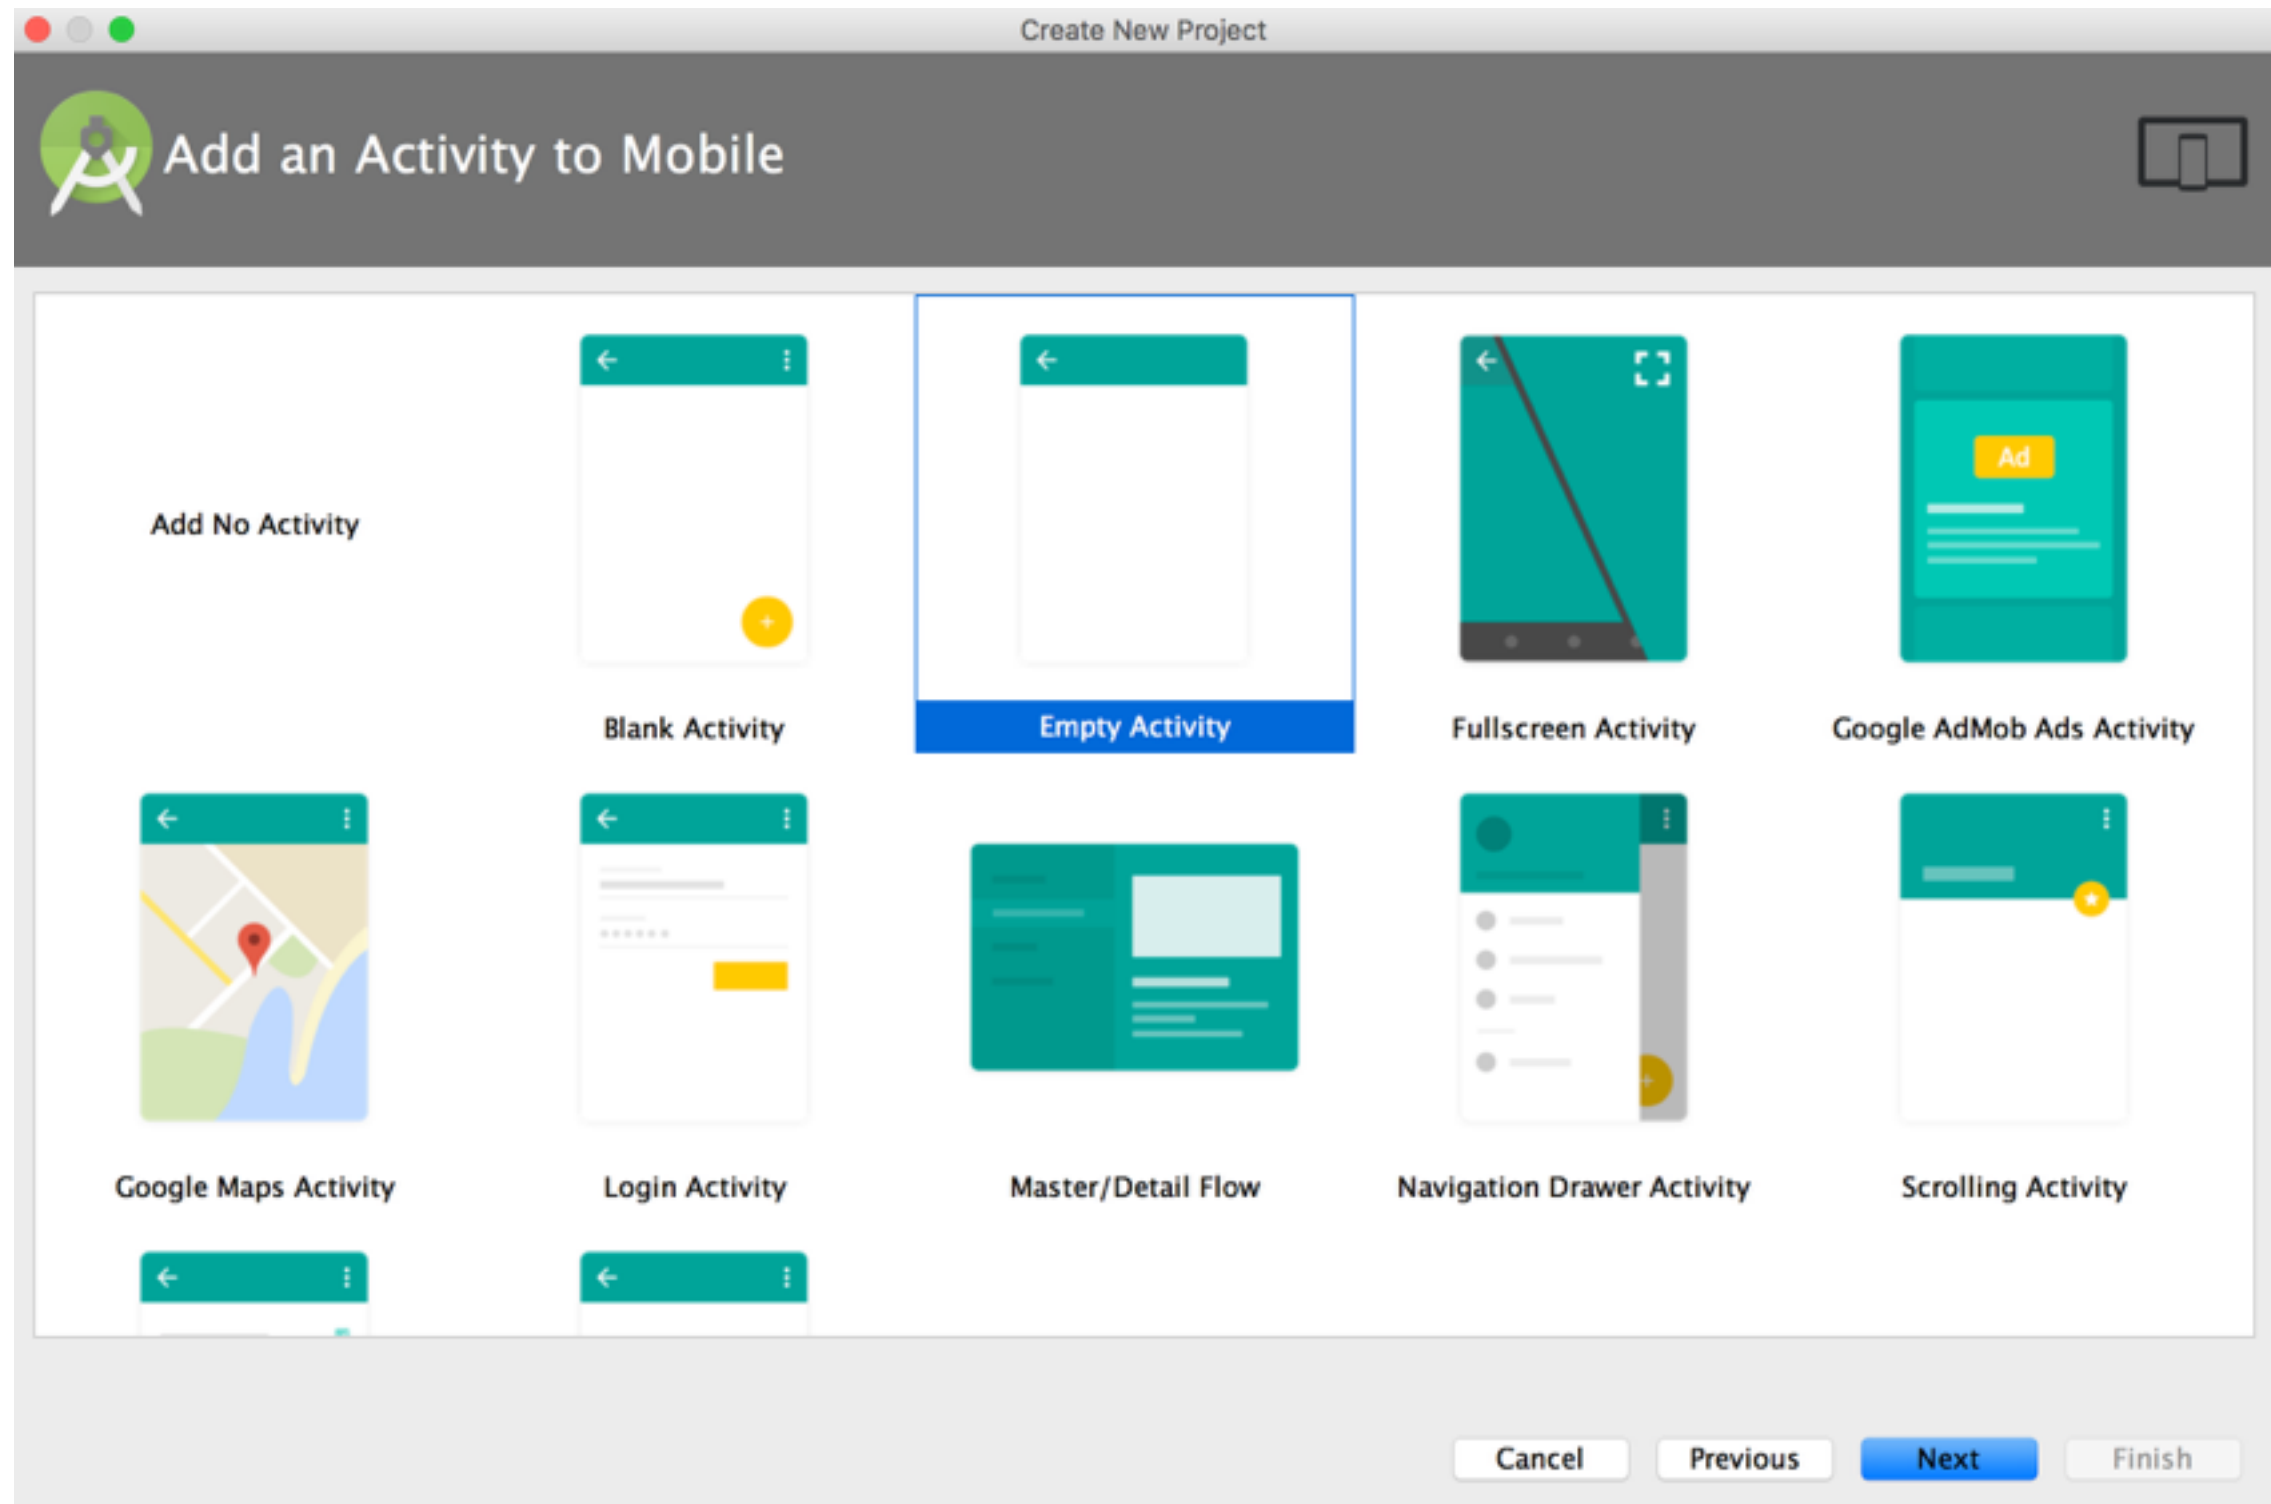 Create New Project
Add an Activity to Mobile
Ad
Add No Activity
Blank Activity
Empty Activity
Fullscreen Activity
Google AdMob Ads Activity
Google Maps Activity
Login Activity
Master/Detail Flow
Navigation Drawer Activity
Scrolling Activity
Cancel
Previous
Next
Finish